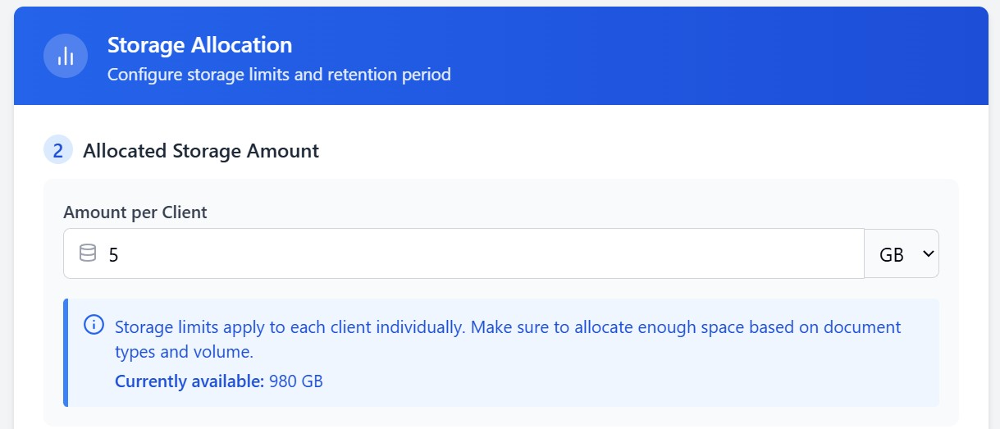 Storage Allocation
Configure storage limits and retention period
2 Allocated Storage Amount
Amount per Client
5 GB
Storage limits apply to each client individually. Make sure to allocate enough space based on document
types and volume.
Currently available: 980 GB